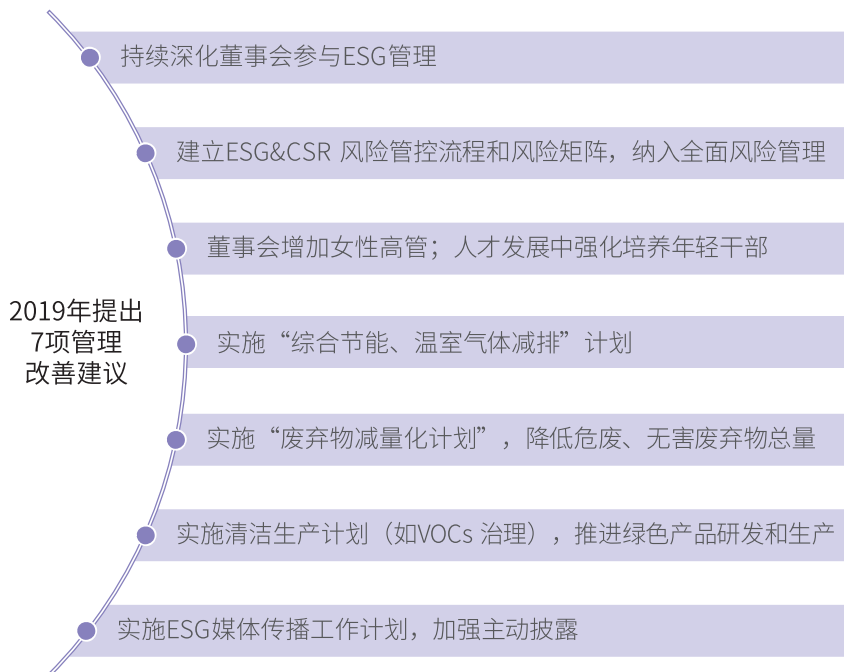 持续深化董事会参与ESG管理
建立ESG&CSR 风险管控流程和风险矩阵，纳入全面风险管理
董事会增加女性高管；人才发展中强化培养年轻干部
2019年提出
7项管理
改善建议
实施“综合节能、温室气体减排”计划
实施“废弃物减量化计划”，降低危废、无害废弃物总量
实施清洁生产计划（如VOCs 治理），推进绿色产品研发和生产
实施ESG媒体传播工作计划，加强主动披露